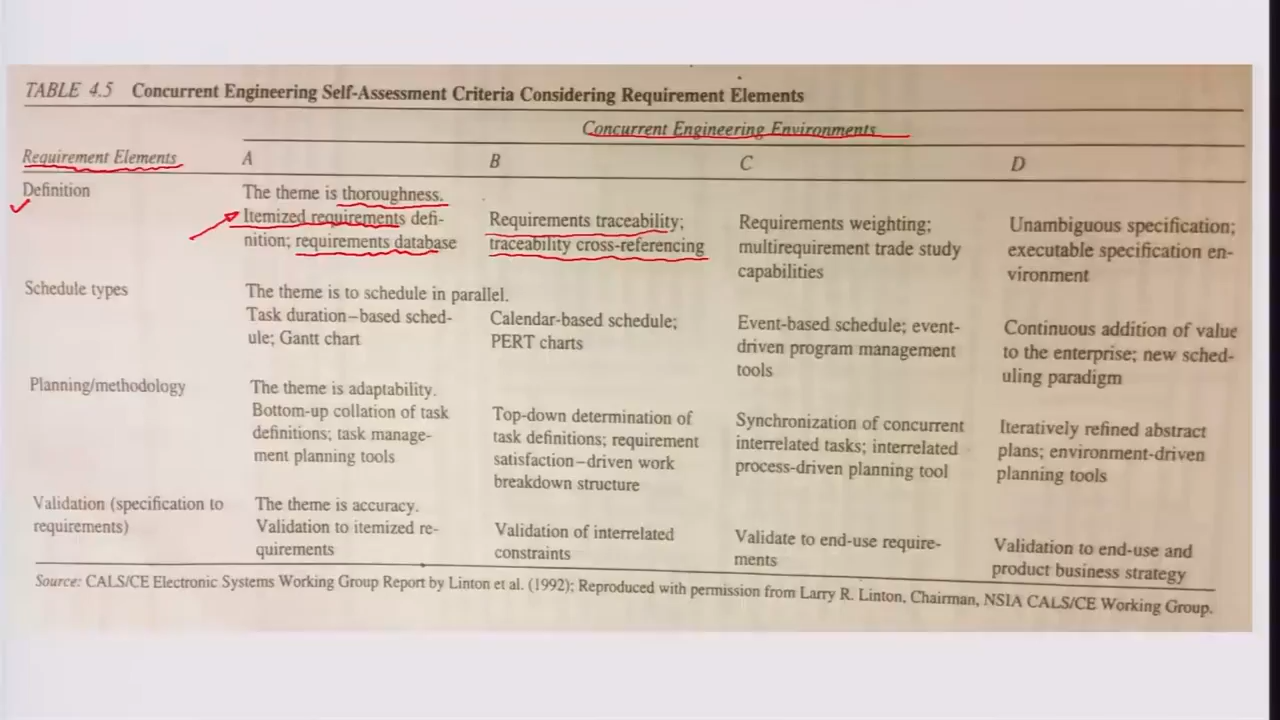 TABLE 4.5 Concurrent Engineering Self-Assessment Criteria Considering Requirement Elements
Concurrent Engineering Environments
Requirement Elements A B C D
Definition The theme is thoroughness.
Itemized requirements defi- Requirements traceability; Requirements weighting; Unambiguous specification;
nition; requirements database traceability cross-referencing multirequirement trade study executable specification en-
capabilities vironment
Schedule types The theme is to schedule in parallel.
Task duration–based sched- Calendar-based schedule; Event-based schedule; event- Continuous addition of value
ule; Gantt chart PERT charts driven program management to the enterprise; new sched-
tools uling paradigm
Planning/methodology The theme is adaptability.
Bottom-up collation of task Top-down determination of Synchronization of concurrent Iteratively refined abstract
definitions; task manage- task definitions; requirement interrelated tasks; interrelated plans; environment-driven
ment planning tools satisfaction–driven work process-driven planning tool planning tools
breakdown structure
Validation (specification to The theme is accuracy.
requirements) Validation to itemized re- Validation of interrelated Validate to end-use require- Validation to end-use and
quirements constraints ments product business strategy
Source: CALS/CE Electronic Systems Working Group Report by Linton et al. (1992); Reproduced with permission from Larry R. Linton, Chairman, NSIA CALS/CE Working Group.